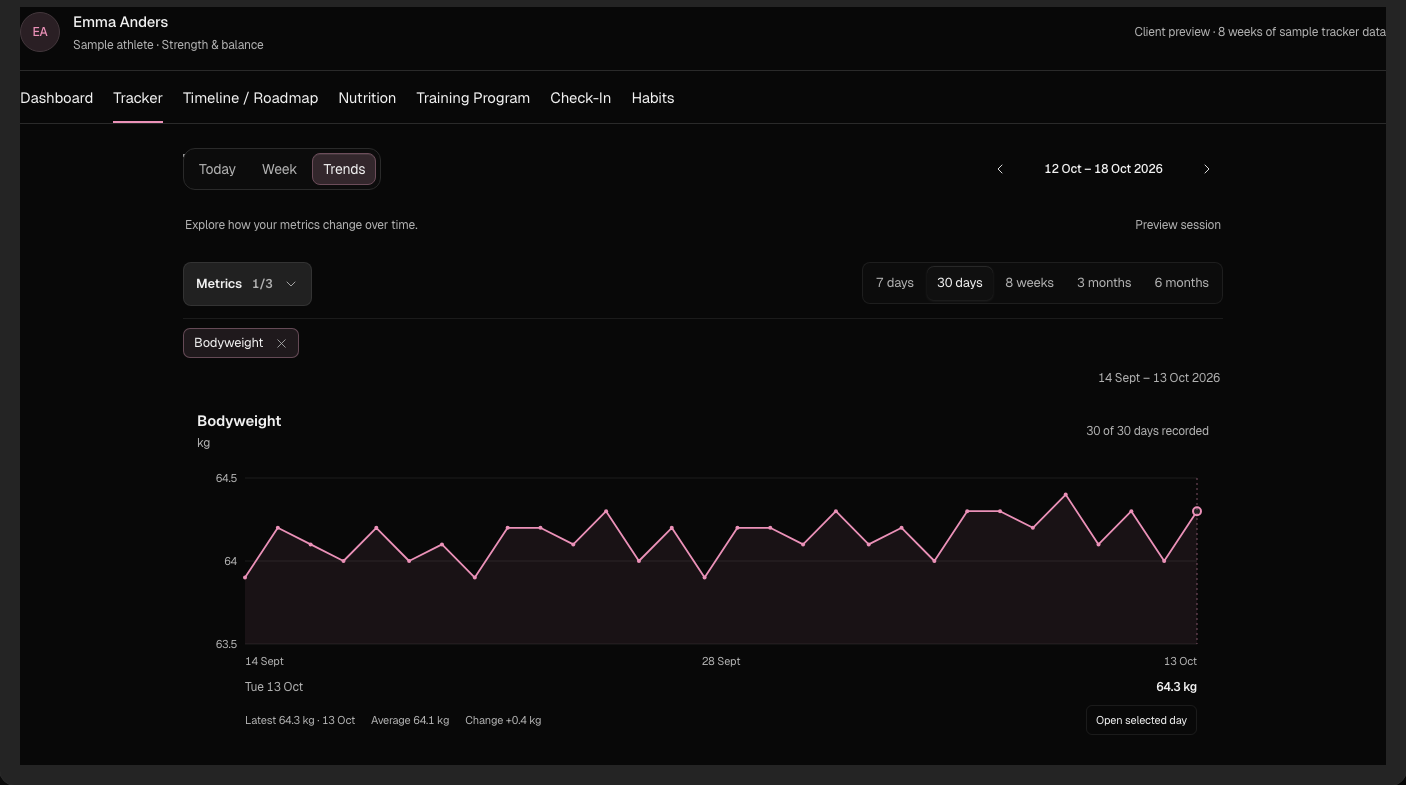 EA
Emma Anders
Sample athlete · Strength & balance
Client preview · 8 weeks of sample tracker data
Dashboard Tracker Timeline / Roadmap Nutrition Training Program Check-In Habits
Today Week Trends
12 Oct – 18 Oct 2026
Explore how your metrics change over time.
Preview session
Metrics 1/3
7 days 30 days 8 weeks 3 months 6 months
Bodyweight
14 Sept – 13 Oct 2026
Bodyweight
kg
30 of 30 days recorded
64.5
64
63.5
14 Sept 28 Sept 13 Oct
Tue 13 Oct 64.3 kg
Latest 64.3 kg · 13 Oct Average 64.1 kg Change +0.4 kg
Open selected day